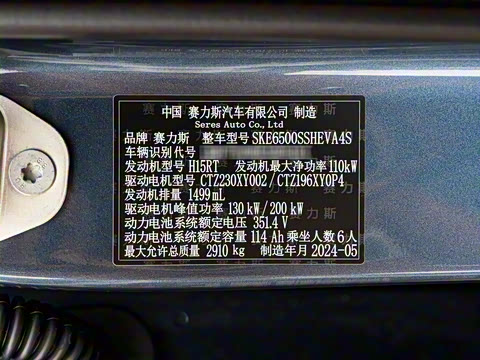 中国 赛力斯汽车有限公司 制造
Seres Auto Co., Ltd
品牌 赛力斯 整车型号 SKE6500SSHEVA4S
车辆识别代号
发动机型号 H15RT 发动机最大净功率 110kW
驱动电机型号 CTZ230XY002 / CTZ196XY0P4
发动机排量 1499 mL
驱动电机峰值功率 130 kW / 200 kW
动力电池系统额定电压 351.4 V
动力电池系统额定容量 114 Ah 乘坐人数 6 人
最大允许总质量 2910 kg 制造年月 2024-05